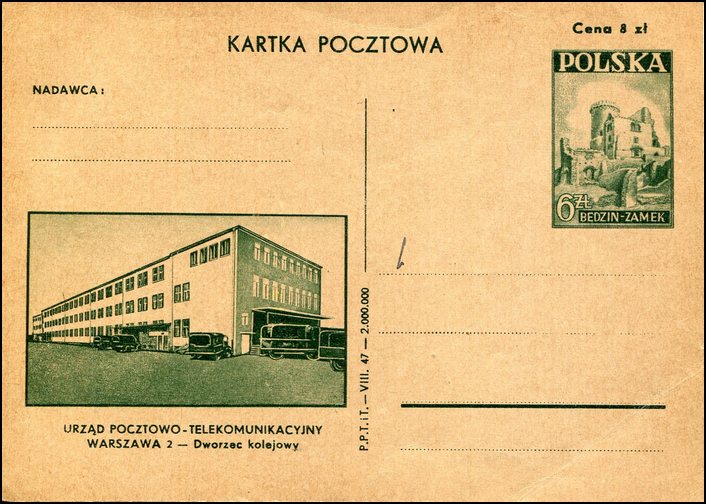 Cena 8 zł
KARTKA POCZTOWA
POLSKA
6 ZŁ
BĘDZIN-ZAMEK
NADAWCA:
P.P.T. i T. — VIII. 47 — 2.000.000
URZĄD POCZTOWO-TELEKOMUNIKACYJNY
WARSZAWA 2 — Dworzec kolejowy